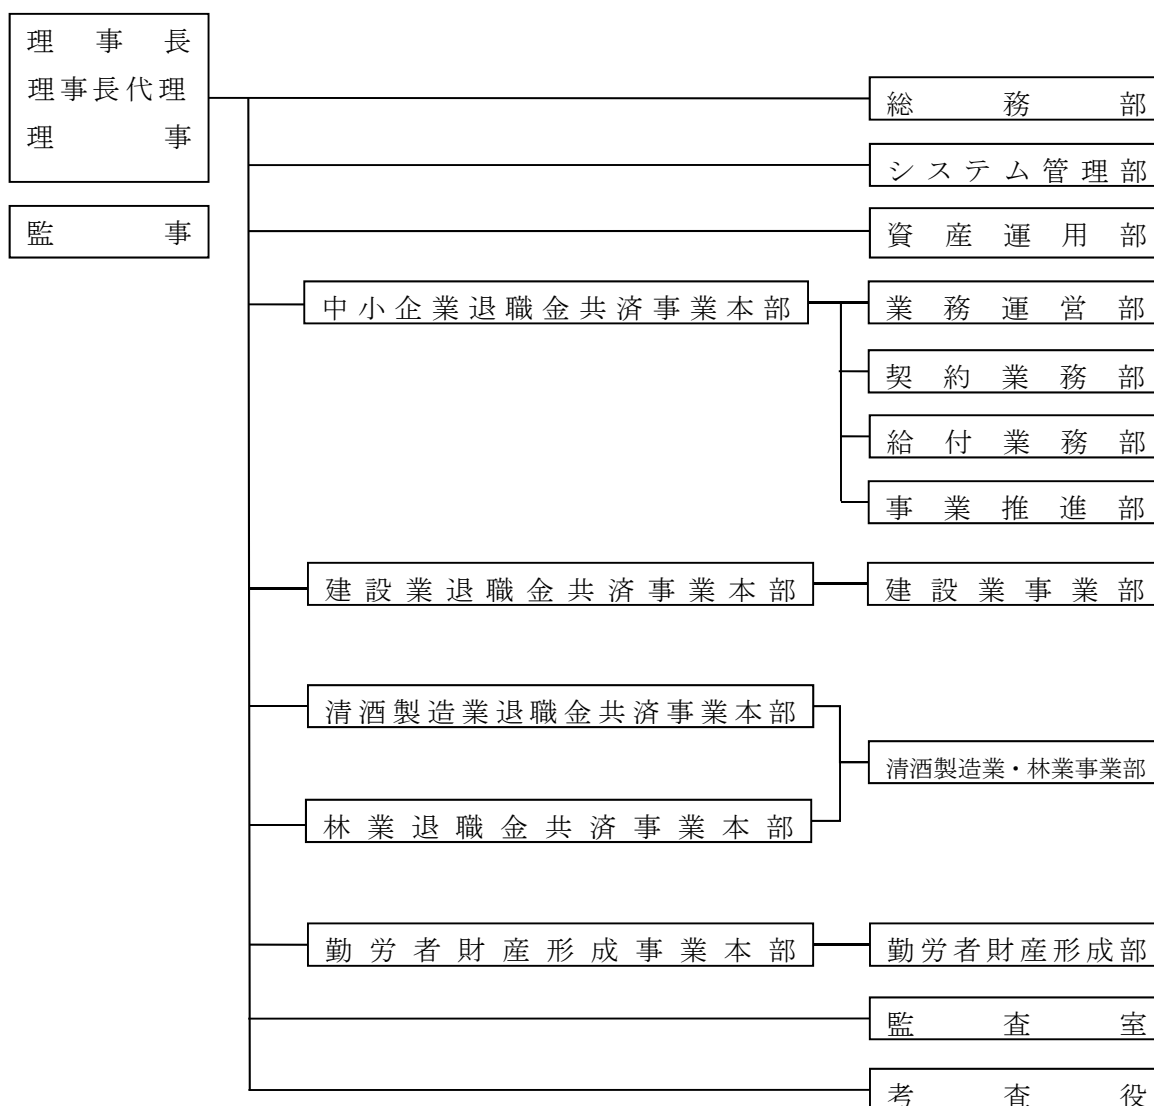 理事長
理事長代理
理事
監事
総務部
システム管理部
資産運用部
中小企業退職金共済事業本部
業務運営部
契約業務部
給付業務部
事業推進部
建設業退職金共済事業本部
建設業事業部
清酒製造業退職金共済事業本部
清酒製造業・林業事業部
林業退職金共済事業本部
勤労者財産形成事業本部
勤労者財産形成部
監査室
考査役